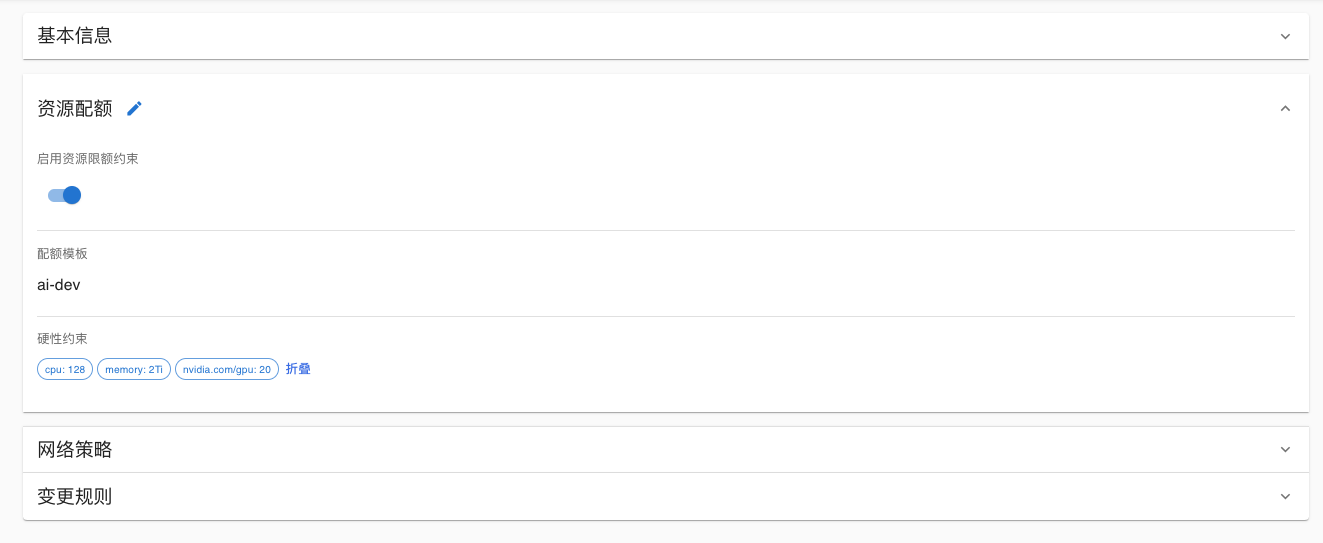 基本信息
资源配额
启用资源限额约束
配额模板
ai-dev
硬性约束
cpu: 128 memory: 2Ti nvidia.com/gpu: 20 折叠
网络策略
变更规则